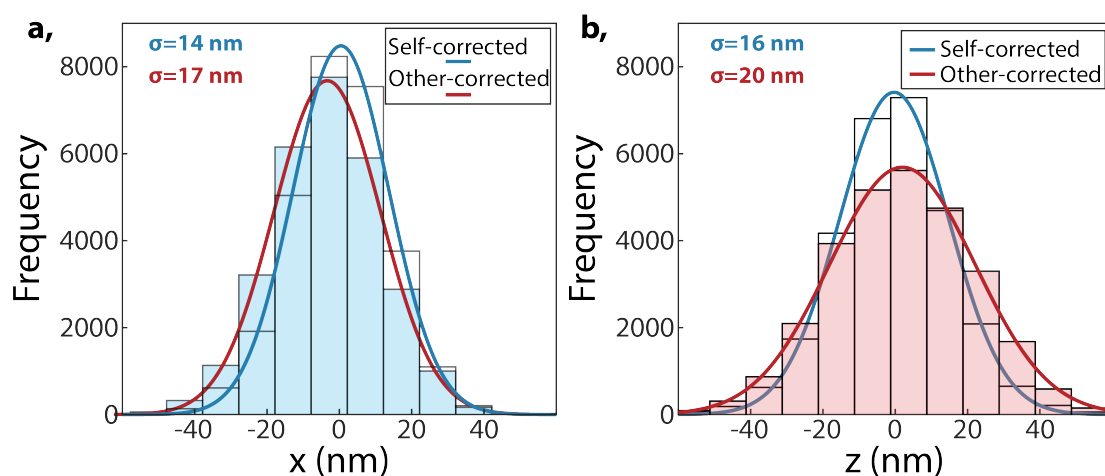 a,
σ=14 nm
σ=17 nm
Self-corrected
Other-corrected
Frequency
8000
6000
4000
2000
0
-40 -20 0 20 40
x (nm)
b,
σ=16 nm
σ=20 nm
Self-corrected
Other-corrected
Frequency
8000
6000
4000
2000
0
-40 -20 0 20 40
z (nm)